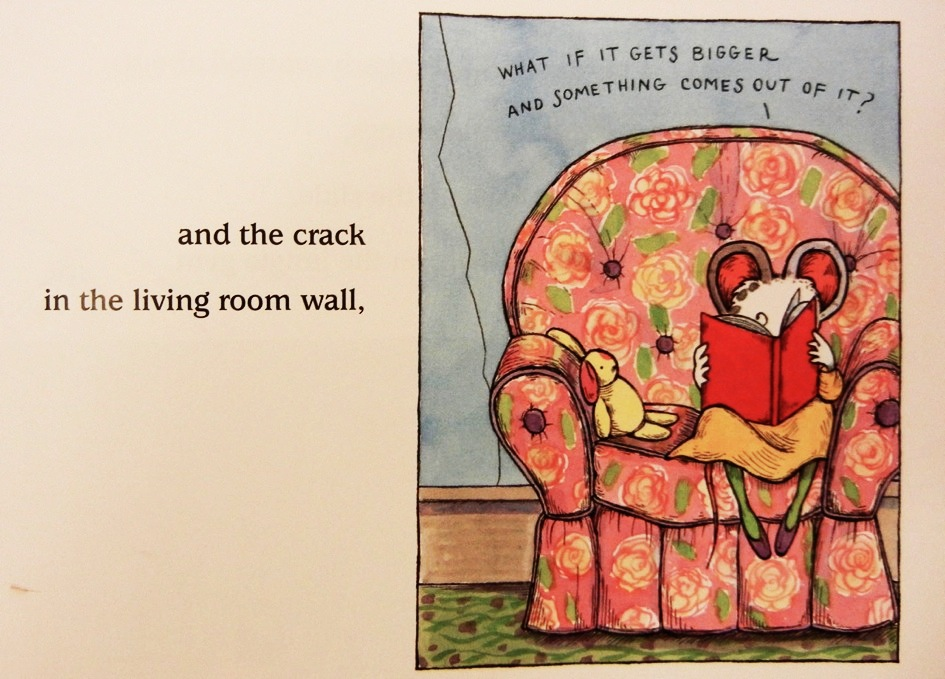 and the crack
in the living room wall,
WHAT IF IT GETS BIGGER
AND SOMETHING COMES OUT OF IT?